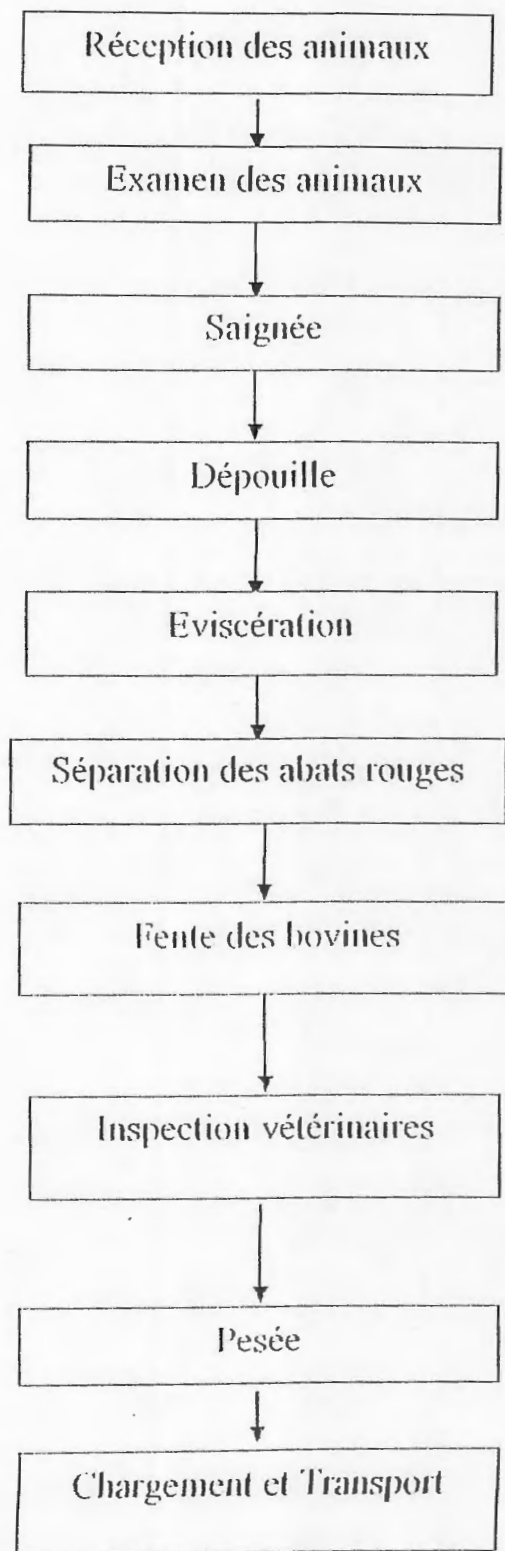 Réception des animaux
Examen des animaux
Saignée
Dépouille
Eviscération
Séparation des abats rouges
Fente des bovines
Inspection vétérinaires
Pesée
Chargement et Transport